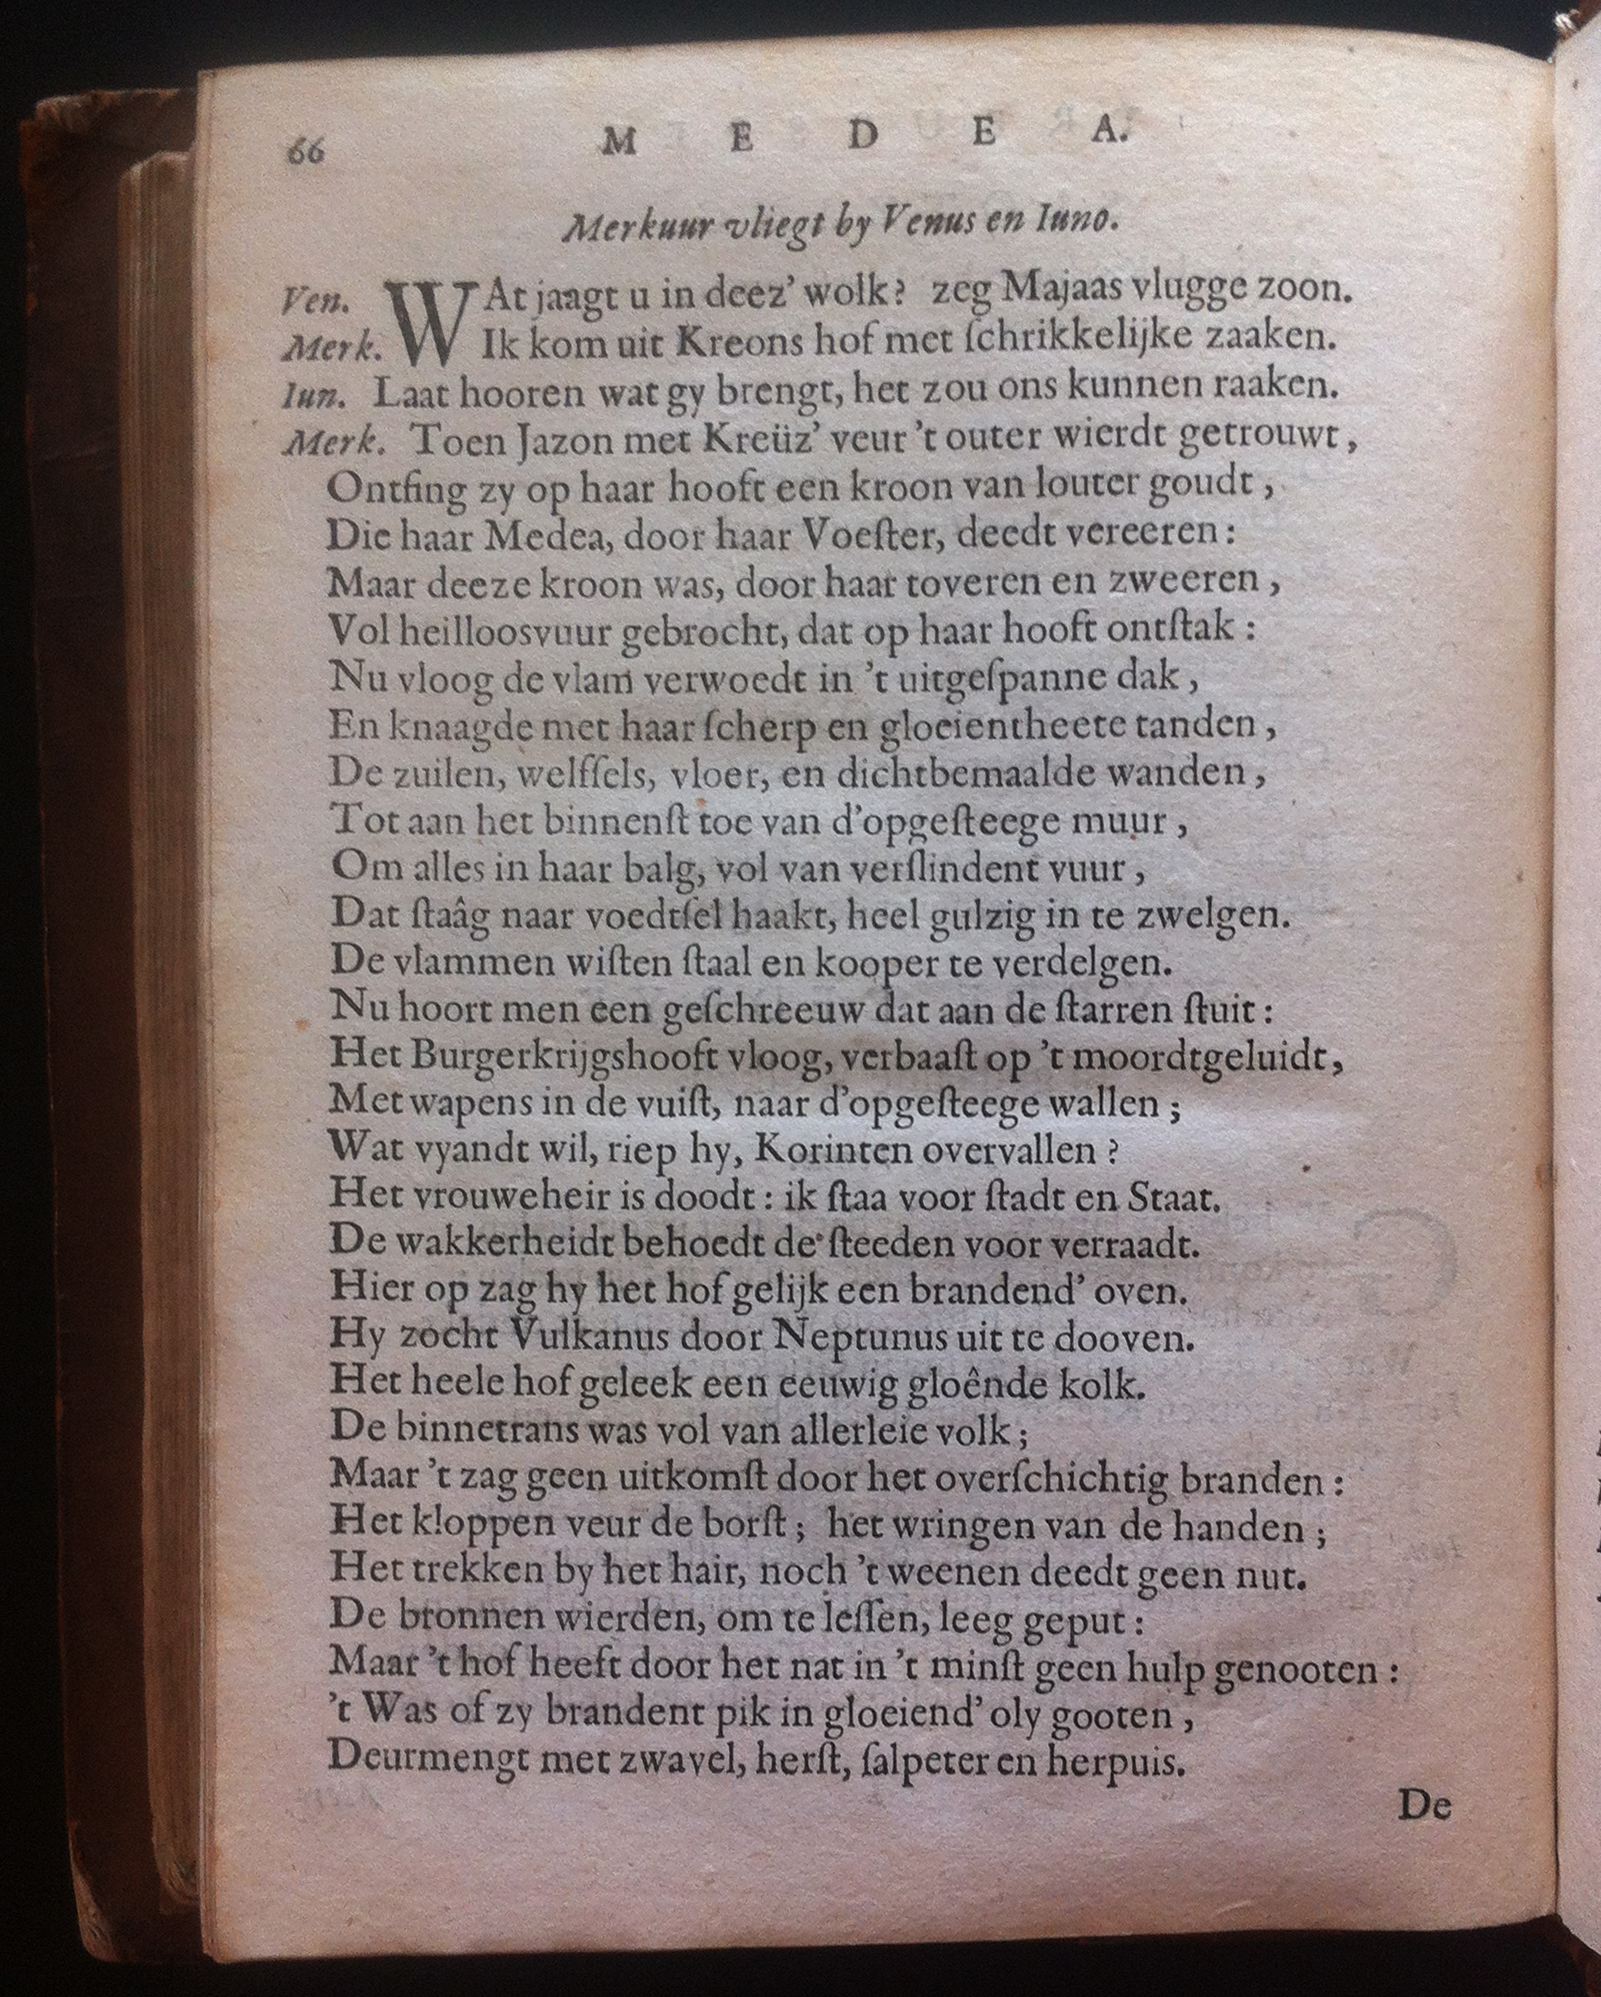 66 M E D E A.
Merkuur vliegt by Venus en Iuno.
Ven. WAt jaagt u in deez' wolk? zeg Majaas vlugge zoon.
Merk. Ik kom uit Kreons hof met ſchrikkelijke zaaken.
Iun. Laat hooren wat gy brengt, het zou ons kunnen raaken.
Merk. Toen Jazon met Kreüz' veur 't outer wierdt getrouwt,
Ontfing zy op haar hooft een kroon van louter goudt,
Die haar Medea, door haar Voeſter, deedt vereeren:
Maar deeze kroon was, door haar toveren en zweeren,
Vol heilloosvuur gebrocht, dat op haar hooft ontſtak:
Nu vloog de vlam verwoedt in 't uitgeſpanne dak,
En knaagde met haar ſcherp en gloeientheete tanden,
De zuilen, welfſels, vloer, en dichtbemaalde wanden,
Tot aan het binnenſt toe van d'opgeſteege muur,
Om alles in haar balg, vol van verſlindent vuur,
Dat ſtaâg naar voedtſel haakt, heel gulzig in te zwelgen.
De vlammen wiſten ſtaal en kooper te verdelgen.
Nu hoort men een geſchreeuw dat aan de ſtarren ſtuit:
Het Burgerkrijgshooft vloog, verbaaſt op 't moordtgeluidt,
Met wapens in de vuiſt, naar d'opgeſteege wallen;
Wat vyandt wil, riep hy, Korinten overvallen?
Het vrouweheir is doodt: ik ſtaa voor ſtadt en Staat.
De wakkerheidt behoedt de ſteeden voor verraadt.
Hier op zag hy het hof gelijk een brandend' oven.
Hy zocht Vulkanus door Neptunus uit te dooven.
Het heele hof geleek een eeuwig gloênde kolk.
De binnetrans was vol van allerleie volk;
Maar 't zag geen uitkomſt door het overſchichtig branden:
Het kloppen veur de borſt; het wringen van de handen;
Het trekken by het hair, noch 't weenen deedt geen nut.
De bronnen wierden, om te leſſen, leeg geput:
Maar 't hof heeft door het nat in 't minſt geen hulp genooten:
't Was of zy brandent pik in gloeiend' oly gooten,
Deurmengt met zwavel, herſt, ſalpeter en herpuis.
De